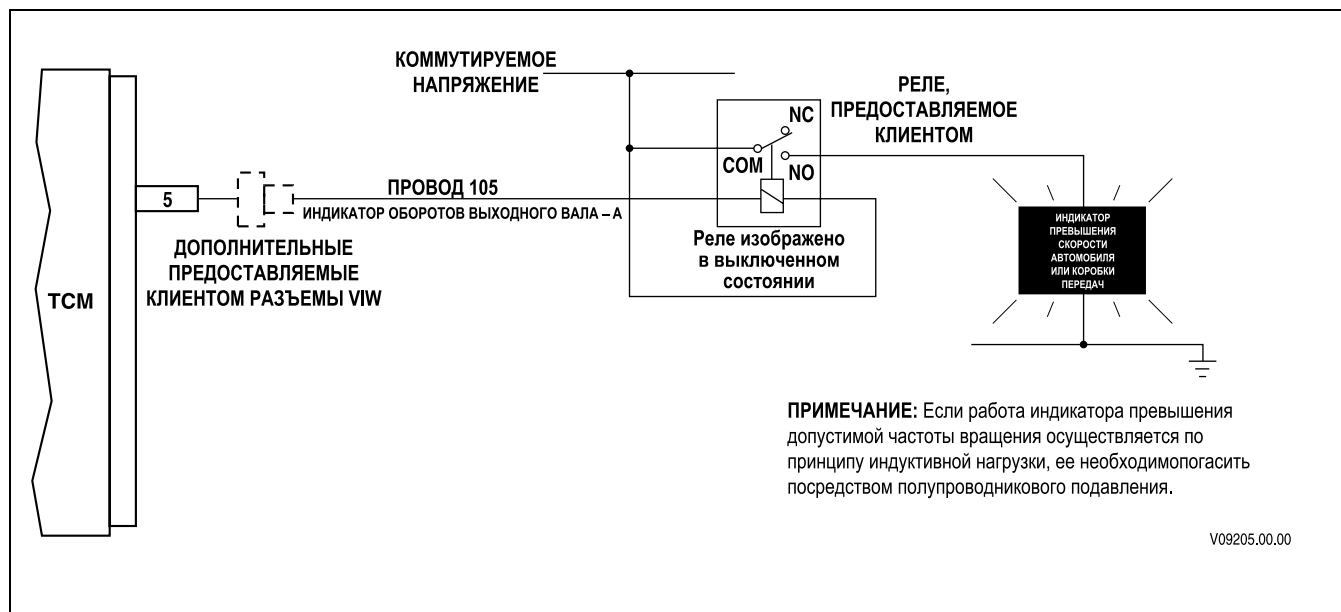 КОММУТИРУЕМОЕ
НАПРЯЖЕНИЕ
РЕЛЕ,
ПРЕДОСТАВЛЯЕМОЕ
КЛИЕНТОМ
NC
COM
NO
5
ПРОВОД 105
ИНДИКАТОР ОБОРОТОВ ВЫХОДНОГО ВАЛА – А
ДОПОЛНИТЕЛЬНЫЕ
ПРЕДОСТАВЛЯЕМЫЕ
КЛИЕНТОМ РАЗЪЕМЫ VIW
TCM
Реле изображено
в выключенном
состоянии
ИНДИКАТОР
ПРЕВЫШЕНИЯ
СКОРОСТИ
АВТОМОБИЛЯ
ИЛИ КОРОБКИ
ПЕРЕДАЧ
ПРИМЕЧАНИЕ: Если работа индикатора превышения
допустимой частоты вращения осуществляется по
принципу индуктивной нагрузки, ее необходимопогасить
посредством полупроводникового подавления.
V09205.00.00